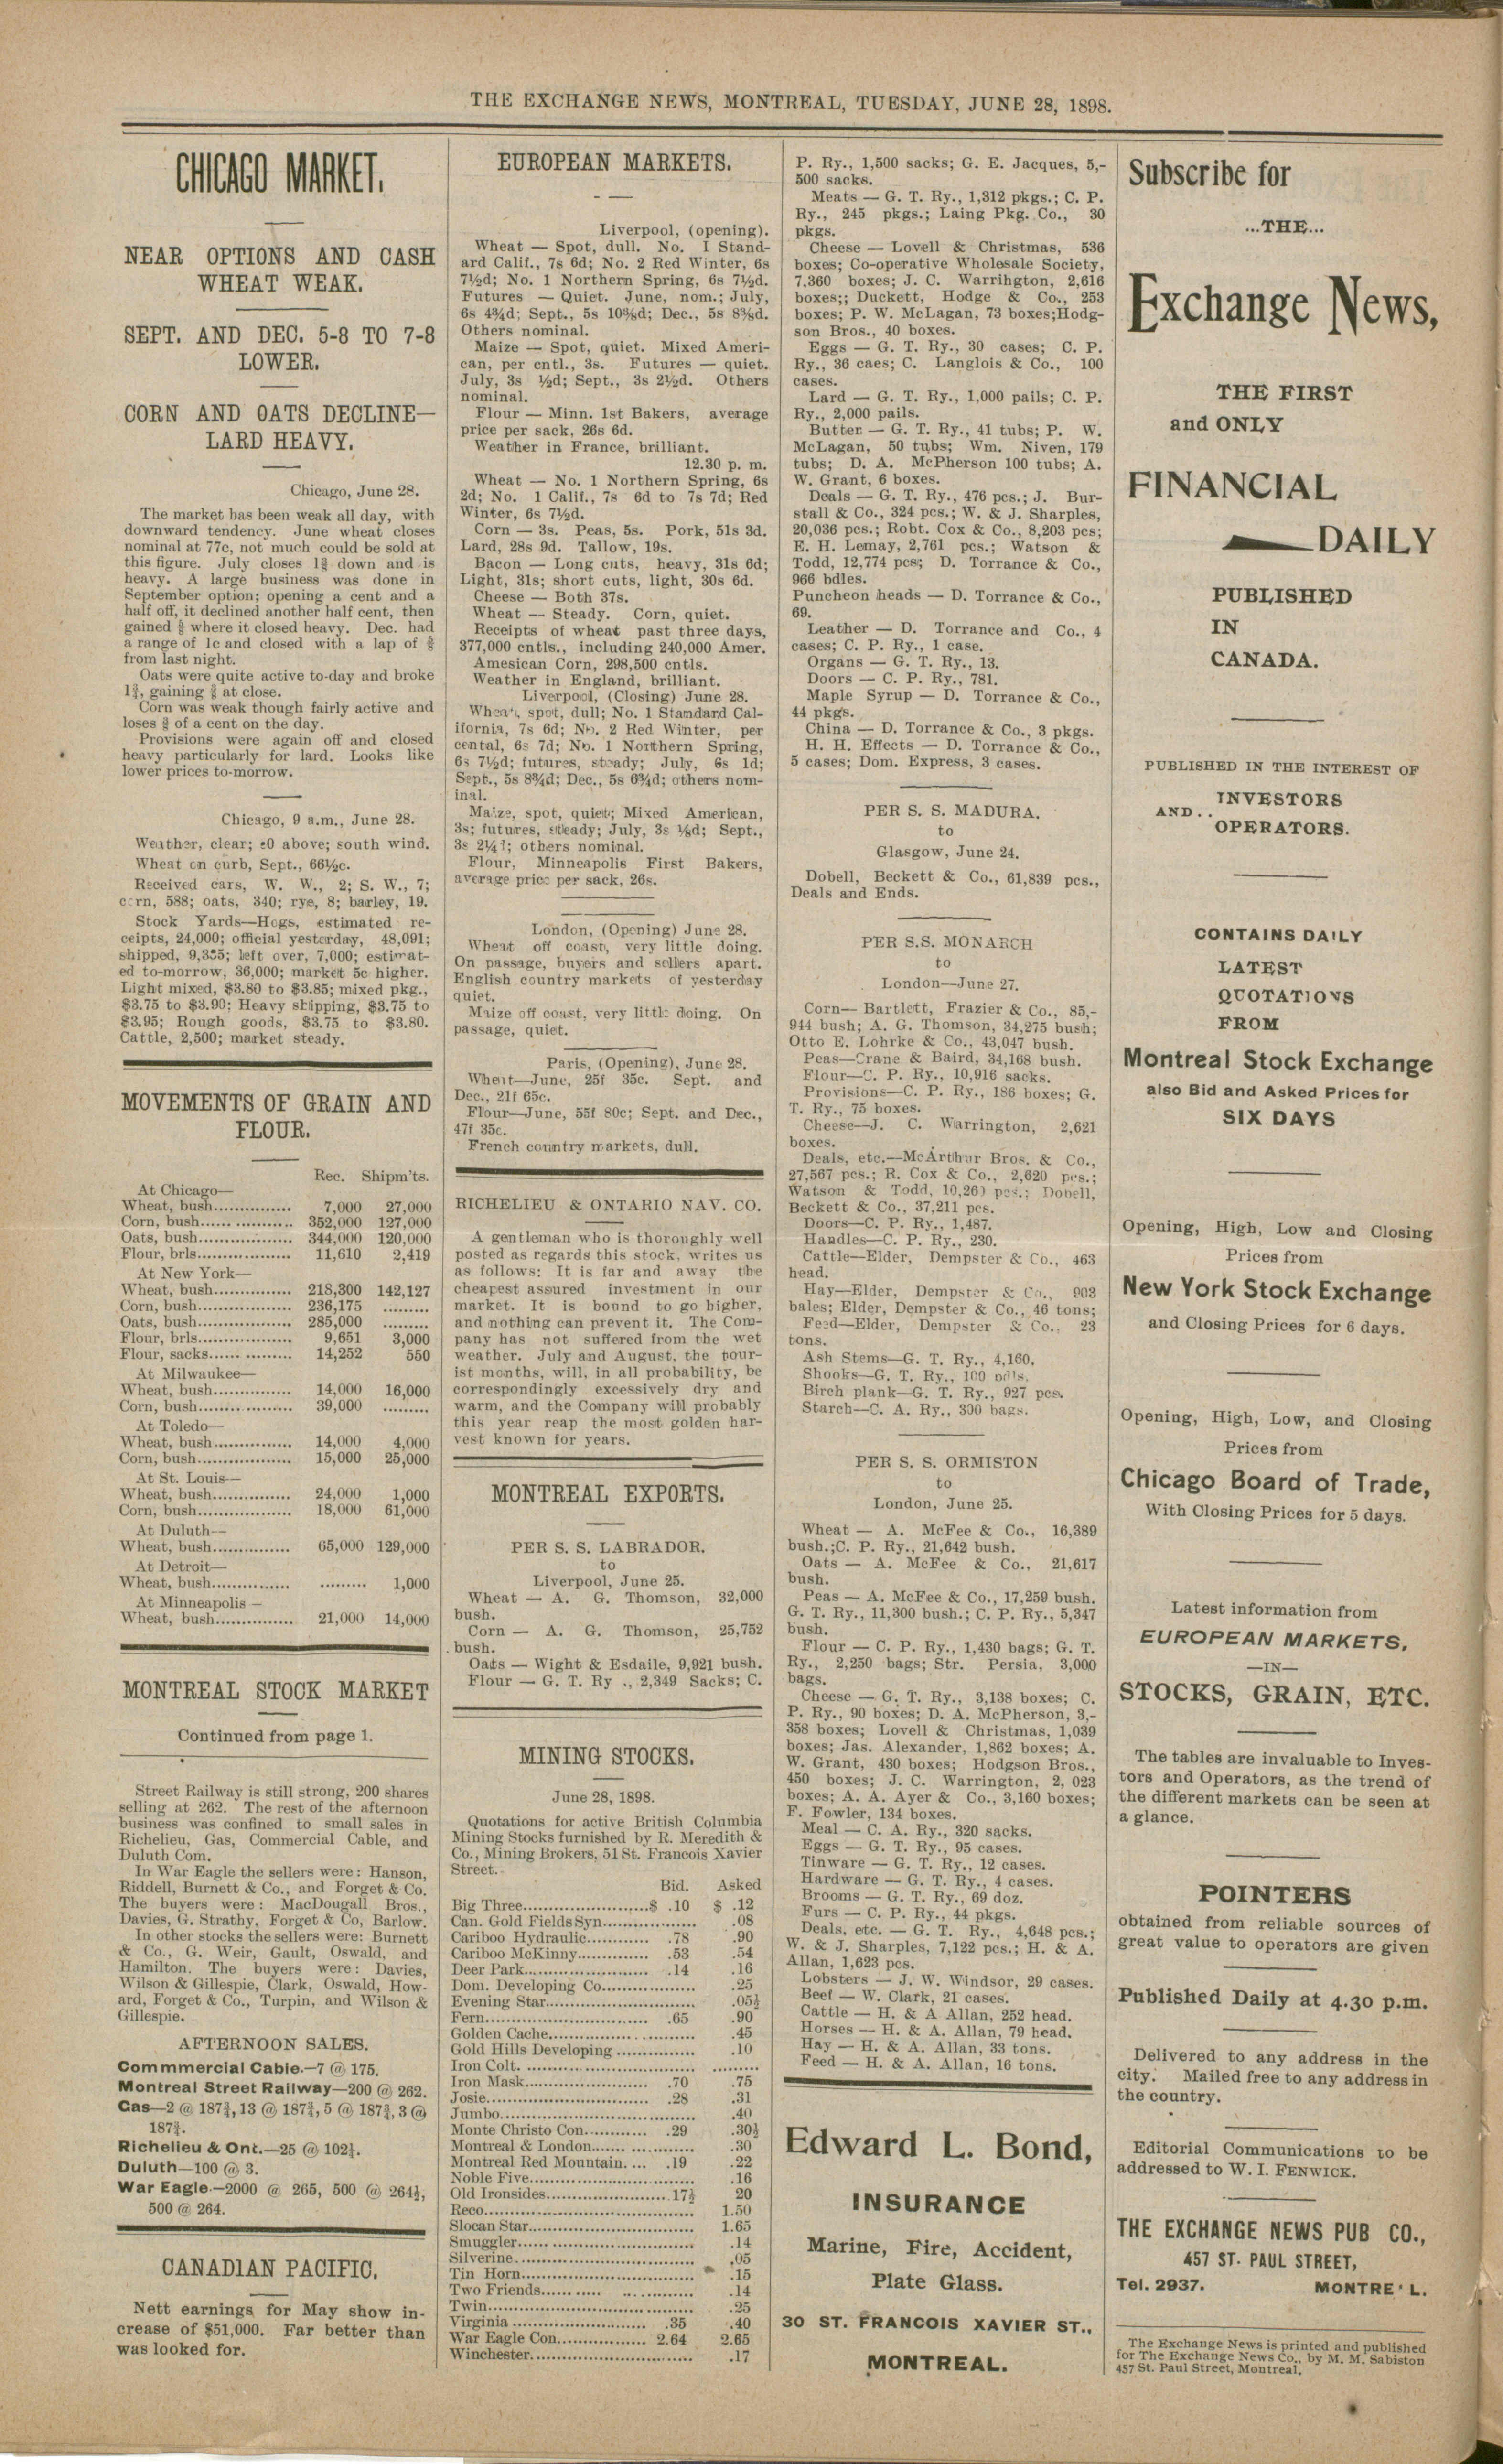 THE EXCHANGE NEWS, MONTREAL, TUESDAY, JUNE 28, 1898.
CHICAGO MARKET.
NEAR OPTIONS AND CASH
WHEAT WEAK.
SEPT. AND DEC. 5-8 TO 7-8
LOWER.
CORN AND OATS DECLINE—
LARD HEAVY.
Chicago, June 28.
The market has been weak all day, with
downward tendency. June wheat closes
nominal at 77c, not much could be sold at
this figure. July closes 1⅜ down and is
heavy. A large business was done in
September option; opening a cent and a
half off, it declined another half cent, then
gained ⅝ where it closed heavy. Dec. had
a range of 1c and closed with a lap of ⅝
from last night.
Oats were quite active to-day and broke
1¾, gaining ¾ at close.
Corn was weak though fairly active and
loses ¾ of a cent on the day.
Provisions were again off and closed
heavy particularly for lard. Looks like
lower prices to-morrow.
Chicago, 9 a.m., June 28.
Weather, clear; 20 above; south wind.
Wheat on curb, Sept., 66½c.
Received cars, W. W., 2; S. W., 7;
corn, 588; oats, 340; rye, 8; barley, 19.
Stock Yards—Hogs, estimated re-
ceipts, 24,000; official yesterday, 48,091;
shipped, 9,355; left over, 7,000; estimat-
ed to-morrow, 36,000; market 5c higher.
Light mixed, $3.80 to $3.85; mixed pkg.,
$3.75 to $3.90; Heavy shipping, $3.75 to
$3.95; Rough goods, $3.75 to $3.80.
Cattle, 2,500; market steady.
MOVEMENTS OF GRAIN AND
FLOUR.
Rec. Shipm'ts.
At Chicago—
Wheat, bush............... 7,000 27,000
Corn, bush...... ........... 352,000 127,000
Oats, bush................. 344,000 120,000
Flour, brls................. 11,610 2,419
At New York—
Wheat, bush.............. 218,300 142,127
Corn, bush.................. 236,175 .........
Oats, bush................. 285,000 .........
Flour, brls................. 9,651 3,000
Flour, sacks...... ......... 14,252 550
At Milwaukee—
Wheat, bush............... 14,000 16,000
Corn, bush........ ......... 39,000 .........
At Toledo—
Wheat, bush............... 14,000 4,000
Corn, bush.................. 15,000 25,000
At St. Louis—
Wheat, bush............... 24,000 1,000
Corn, bush.................. 18,000 61,000
At Duluth—
Wheat, bush............... 65,000 129,000
At Detroit—
Wheat, bush............... ......... 1,000
At Minneapolis —
Wheat, bush............... 21,000 14,000
MONTREAL STOCK MARKET
Continued from page 1.
Street Railway is still strong, 200 shares
selling at 262. The rest of the afternoon
business was confined to small sales in
Richelieu, Gas, Commercial Cable, and
Duluth Com.
In War Eagle the sellers were: Hanson,
Riddell, Burnett & Co., and Forget & Co.
The buyers were: MacDougall Bros.,
Davies, G. Strathy, Forget & Co, Barlow.
In other stocks the sellers were: Burnett
& Co., G. Weir, Gault, Oswald, and
Hamilton. The buyers were: Davies,
Wilson & Gillespie, Clark, Oswald, How-
ard, Forget & Co., Turpin, and Wilson &
Gillespie.
AFTERNOON SALES.
Commmercial Cable.—7 @ 175.
Montreal Street Railway—200 @ 262.
Gas—2 @ 187¾, 13 @ 187¾, 5 @ 187¾, 3 @
187¾.
Richelieu & Ont.—25 @ 102½.
Duluth—100 @ 3.
War Eagle—2000 @ 265, 500 @ 264½,
500 @ 264.
CANADIAN PACIFIC.
Nett earnings for May show in-
crease of $51,000. Far better than
was looked for.
EUROPEAN MARKETS.
Liverpool, (opening).
Wheat — Spot, dull. No. 1 Stand-
ard Calif., 7s 6d; No. 2 Red Winter, 6s
7½d; No. 1 Northern Spring, 6s 7½d.
Futures — Quiet. June, nom.; July,
6s 4¾d; Sept., 5s 10⅜d; Dec., 5s 8⅜d.
Others nominal.
Maize — Spot, quiet. Mixed Ameri-
can, per cntl., 3s. Futures — quiet.
July, 3s ½d; Sept., 3s 2½d. Others
nominal.
Flour — Minn. 1st Bakers, average
price per sack, 26s 6d.
Weather in France, brilliant.
12.30 p. m.
Wheat — No. 1 Northern Spring, 6s
2d; No. 1 Calif., 7s 6d to 7s 7d; Red
Winter, 6s 7½d.
Corn — 3s. Peas, 5s. Pork, 51s 3d.
Lard, 28s 9d. Tallow, 19s.
Bacon — Long cuts, heavy, 31s 6d;
Light, 31s; short cuts, light, 30s 6d.
Cheese — Both 37s.
Wheat — Steady. Corn, quiet.
Receipts of wheat past three days,
377,000 cntls., including 240,000 Amer.
Amesican Corn, 298,500 cntls.
Weather in England, brilliant.
Liverpool, (Closing) June 28.
Wheat, spot, dull; No. 1 Standard Cal-
ifornia, 7s 6d; No. 2 Red Winter, per
cental, 6s 7d; No. 1 Northern Spring,
6s 7½d; futures, steady; July, 6s 1d;
Sept., 5s 8¾d; Dec., 5s 6¾d; others nom-
inal.
Maize, spot, quiet; Mixed American,
3s; futures, steady; July, 3s ⅛d; Sept.,
3s 2¼d; others nominal.
Flour, Minneapolis First Bakers,
average price per sack, 26s.
London, (Opening) June 28.
Wheat off coast, very little doing.
On passage, buyers and sellers apart.
English country markets of yesterday
quiet.
Maize off coast, very little doing. On
passage, quiet.
Paris, (Opening), June 28.
Wheat—June, 25f 35c. Sept. and
Dec., 21f 65c.
Flour—June, 55f 80c; Sept. and Dec.,
47f 35c.
French country markets, dull.
RICHELIEU & ONTARIO NAV. CO.
A gentleman who is thoroughly well
posted as regards this stock, writes us
as follows: It is far and away the
cheapest assured investment in our
market. It is bound to go higher,
and nothing can prevent it. The Com-
pany has not suffered from the wet
weather. July and August, the tour-
ist months, will, in all probability, be
correspondingly excessively dry and
warm, and the Company will probably
this year reap the most golden har-
vest known for years.
MONTREAL EXPORTS.
PER S. S. LABRADOR.
to
Liverpool, June 25.
Wheat — A. G. Thomson, 32,000
bush.
Corn — A. G. Thomson, 25,752
bush.
Oats — Wight & Esdaile, 9,921 bush.
Flour — G. T. Ry ., 2,349 Sacks; C.
MINING STOCKS.
June 28, 1898.
Quotations for active British Columbia
Mining Stocks furnished by R. Meredith &
Co., Mining Brokers, 51 St. Francois Xavier
Street.
Bid. Asked
Big Three.......................$ .10 $ .12
Can. Gold Fields Syn................. .08
Cariboo Hydraulic............ .78 .90
Cariboo McKinny............. .53 .54
Deer Park....................... .14 .16
Dom. Developing Co................. .25
Evening Star............................ .05½
Fern.............................. .65 .90
Golden Cache............... ........... .45
Gold Hills Developing .............. .10
Iron Colt. ............................... .........
Iron Mask....................... .70 .75
Josie.............................. .28 .31
Jumbo.................................... .40
Monte Christo Con............ .29 .30½
Montreal & London....... ............ .30
Montreal Red Mountain. ... .19 .22
Noble Five............................... .16
Old Ironsides...................... .17½ 20
Reco...................................... 1.50
Slocan Star.............................. 1.65
Smuggler...... .......................... .14
Silverine................................. .05
Tin Horn................................ .15
Two Friends........... ... .......... .14
Twin...................................... .25
Virginia ......................... .35 .40
War Eagle Con................ 2.64 2.65
Winchester.............................. .17
P. Ry., 1,500 sacks; G. E. Jacques, 5,-
500 sacks.
Meats — G. T. Ry., 1,312 pkgs.; C. P.
Ry., 245 pkgs.; Laing Pkg. Co., 30
pkgs.
Cheese — Lovell & Christmas, 536
boxes; Co-operative Wholesale Society,
7.360 boxes; J. C. Warrihgton, 2,616
boxes;; Duckett, Hodge & Co., 253
boxes; P. W. McLagan, 73 boxes;Hodg-
son Bros., 40 boxes.
Eggs — G. T. Ry., 30 cases; C. P.
Ry., 36 caes; C. Langlois & Co., 100
cases.
Lard — G. T. Ry., 1,000 pails; C. P.
Ry., 2,000 pails.
Butter — G. T. Ry., 41 tubs; P. W.
McLagan, 50 tubs; Wm. Niven, 179
tubs; D. A. McPherson 100 tubs; A.
W. Grant, 6 boxes.
Deals — G. T. Ry., 476 pcs.; J. Bur-
stall & Co., 324 pcs.; W. & J. Sharples,
20,036 pcs.; Robt. Cox & Co., 8,203 pcs;
E. H. Lemay, 2,761 pcs.; Watson &
Todd, 12,774 pcs; D. Torrance & Co.,
966 bdles.
Puncheon heads — D. Torrance & Co.,
69.
Leather — D. Torrance and Co., 4
cases; C. P. Ry., 1 case.
Organs — G. T. Ry., 13.
Doors — C. P. Ry., 781.
Maple Syrup — D. Torrance & Co.,
44 pkgs.
China — D. Torrance & Co., 3 pkgs.
H. H. Effects — D. Torrance & Co.,
5 cases; Dom. Express, 3 cases.
PER S. S. MADURA.
to
Glasgow, June 24.
Dobell, Beckett & Co., 61,839 pcs.,
Deals and Ends.
PER S.S. MONARCH
to
London—June 27.
Corn— Bartlett, Frazier & Co., 85,-
944 bush; A. G. Thomson, 34,275 bush;
Otto E. Lohrke & Co., 43,047 bush.
Peas—Crane & Baird, 34,168 bush.
Flour—C. P. Ry., 10,916 sacks.
Provisions—C. P. Ry., 186 boxes; G.
T. Ry., 75 boxes.
Cheese—J. C. Warrington, 2,621
boxes.
Deals, etc.—McArthur Bros. & Co.,
27,567 pcs.; R. Cox & Co., 2,620 pcs.;
Watson & Todd, 10,260 pcs.; Dobell,
Beckett & Co., 37,211 pcs.
Doors—C. P. Ry., 1,487.
Handles—C. P. Ry., 230.
Cattle—Elder, Dempster & Co., 463
head.
Hay—Elder, Dempster & Co., 903
bales; Elder, Dempster & Co., 46 tons;
Feed—Elder, Dempster & Co., 23
tons.
Ash Stems—G. T. Ry., 4,160.
Shooks—G. T. Ry., 100 bdls.
Birch plank—G. T. Ry., 927 pcs.
Starch—C. A. Ry., 300 bags.
PER S. S. ORMISTON
to
London, June 25.
Wheat — A. McFee & Co., 16,389
bush.;C. P. Ry., 21,642 bush.
Oats — A. McFee & Co., 21,617
bush.
Peas — A. McFee & Co., 17,259 bush.
G. T. Ry., 11,300 bush.; C. P. Ry., 5,347
bush.
Flour — C. P. Ry., 1,430 bags; G. T.
Ry., 2,250 bags; Str. Persia, 3,000
bags.
Cheese — G. T. Ry., 3,138 boxes; C.
P. Ry., 90 boxes; D. A. McPherson, 3,-
358 boxes; Lovell & Christmas, 1,039
boxes; Jas. Alexander, 1,862 boxes; A.
W. Grant, 430 boxes; Hodgson Bros.,
450 boxes; J. C. Warrington, 2, 023
boxes; A. A. Ayer & Co., 3,160 boxes;
F. Fowler, 134 boxes.
Meal — C. A. Ry., 320 sacks.
Eggs — G. T. Ry., 95 cases.
Tinware — G. T. Ry., 12 cases.
Hardware — G. T. Ry., 4 cases.
Brooms — G. T. Ry., 69 doz.
Furs — C. P. Ry., 44 pkgs.
Deals, etc. — G. T. Ry., 4,648 pcs.;
W. & J. Sharples, 7,122 pcs.; H. & A.
Allan, 1,623 pcs.
Lobsters — J. W. Windsor, 29 cases.
Beef — W. Clark, 21 cases.
Cattle — H. & A Allan, 252 head.
Horses — H. & A. Allan, 79 head.
Hay — H. & A. Allan, 33 tons.
Feed — H. & A. Allan, 16 tons.
Edward L. Bond,
INSURANCE
Marine, Fire, Accident,
Plate Glass.
30 ST. FRANCOIS XAVIER ST.,
MONTREAL.
Subscribe for
...THE...
Exchange News,
THE FIRST
and ONLY
FINANCIAL
DAILY
PUBLISHED
IN
CANADA.
PUBLISHED IN THE INTEREST OF
INVESTORS
AND..
OPERATORS.
CONTAINS DAILY
LATEST
QUOTATIONS
FROM
Montreal Stock Exchange
also Bid and Asked Prices for
SIX DAYS
Opening, High, Low and Closing
Prices from
New York Stock Exchange
and Closing Prices for 6 days.
Opening, High, Low, and Closing
Prices from
Chicago Board of Trade,
With Closing Prices for 5 days.
Latest information from
EUROPEAN MARKETS,
—IN—
STOCKS, GRAIN, ETC.
The tables are invaluable to Inves-
tors and Operators, as the trend of
the different markets can be seen at
a glance.
POINTERS
obtained from reliable sources of
great value to operators are given
Published Daily at 4.30 p.m.
Delivered to any address in the
city. Mailed free to any address in
the country.
Editorial Communications to be
addressed to W. I. FENWICK.
THE EXCHANGE NEWS PUB CO.,
457 ST. PAUL STREET,
Tel. 2937. MONTRE'L.
The Exchange News is printed and published
for The Exchange News Co., by M. M. Sabiston
457 St. Paul Street, Montreal.